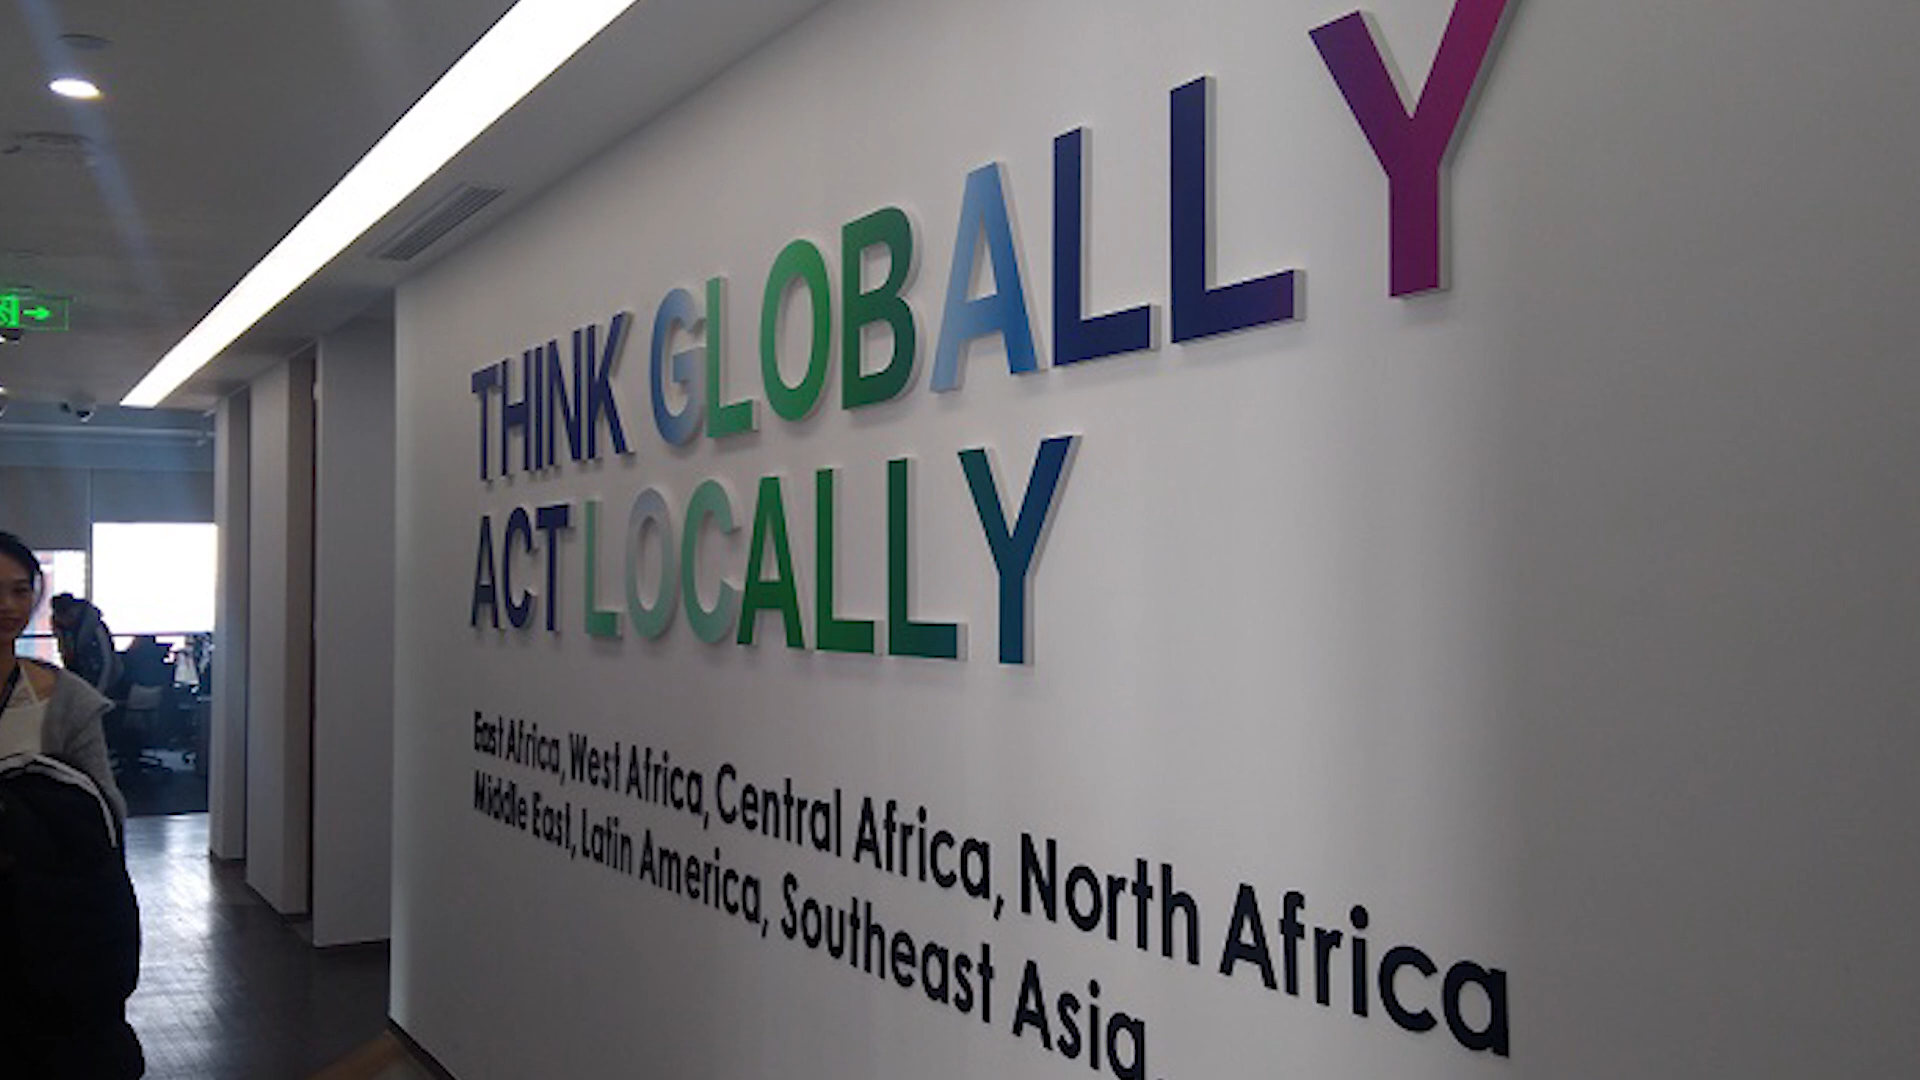 THINK GLOBALLY
ACT LOCALLY
East Africa, West Africa, Central Africa, North Africa
Middle East, Latin America, Southeast Asia,